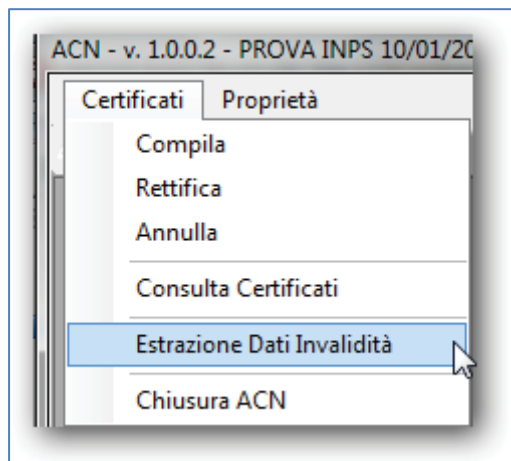 ACN - v. 1.0.0.2 - PROVA INPS 10/01/20
Certificati Proprietà
Compila
Rettifica
Annulla
Consulta Certificati
Estrazione Dati Invalidità
Chiusura ACN